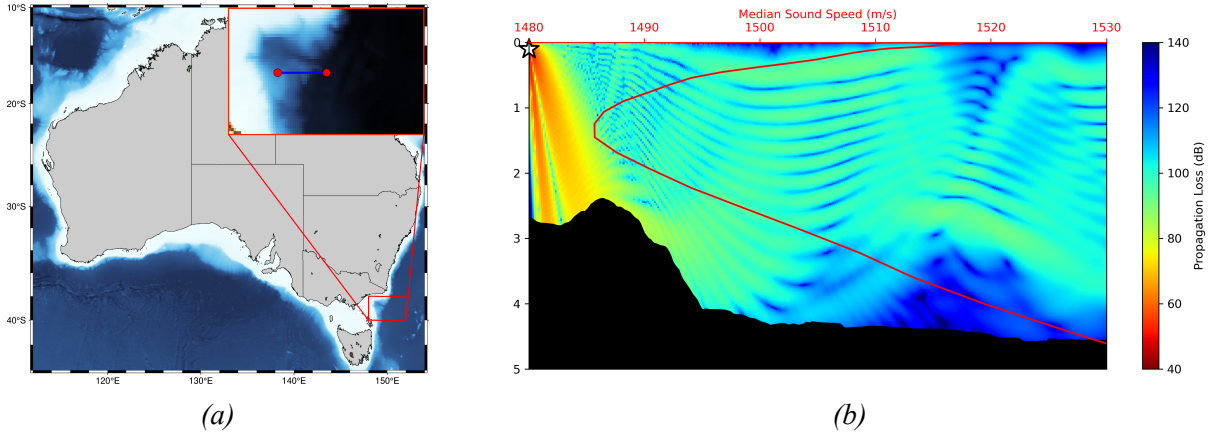 10°S
20°S
30°S
40°S
120°E
130°E
140°E
150°E
(a)
Median Sound Speed (m/s)
1480
1490
1500
1510
1520
1530
0
1
2
3
4
5
140
120
100
80
60
40
Propagation Loss (dB)
(b)